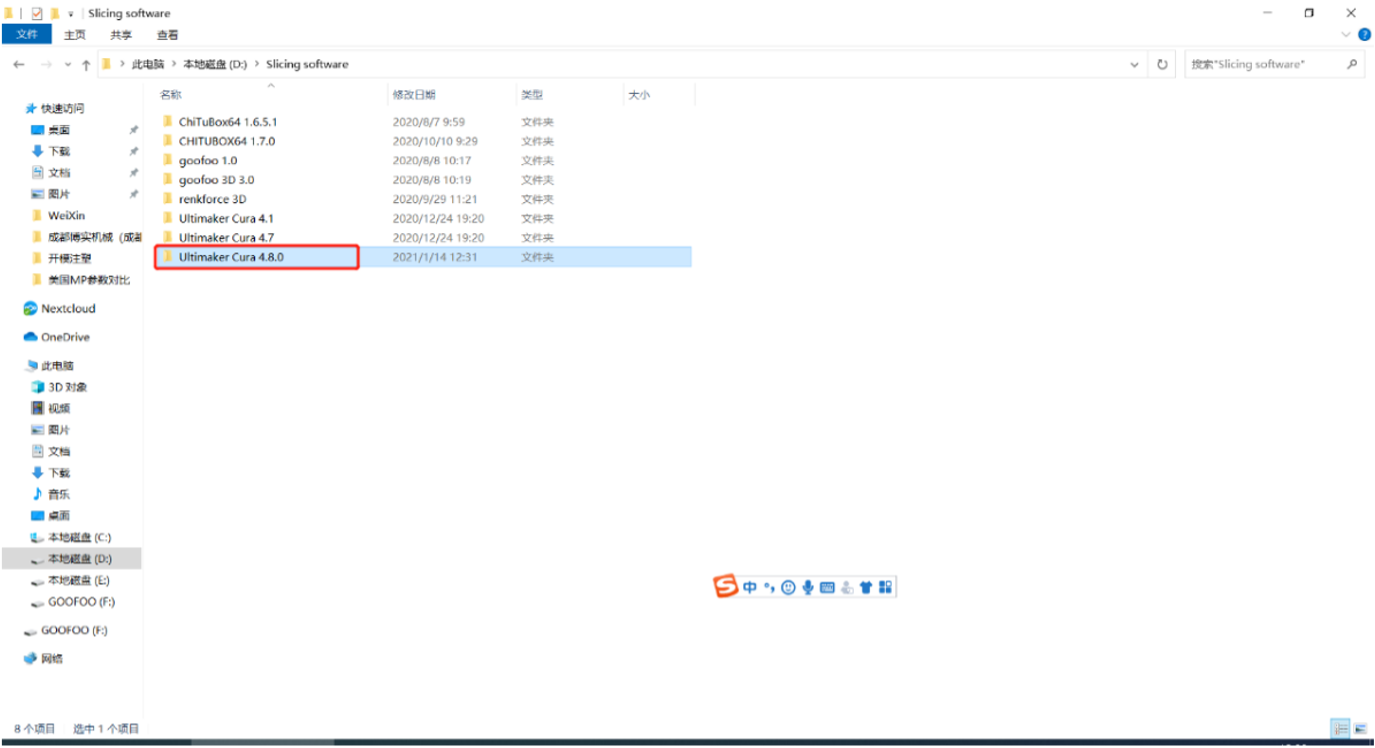 Slicing software
文件 主页 共享 查看
此电脑 本地磁盘 (D:) Slicing software 搜索"Slicing software"
名称 修改日期 类型 大小
ChiTuBox64 1.6.5.1 2020/8/7 9:59 文件夹
CHITUBOX64 1.7.0 2020/10/10 9:29 文件夹
goofoo 1.0 2020/8/8 10:17 文件夹
goofoo 3D 3.0 2020/8/8 10:19 文件夹
renkforce 3D 2020/9/29 11:21 文件夹
Ultimaker Cura 4.1 2020/12/24 19:20 文件夹
Ultimaker Cura 4.7 2020/12/24 19:20 文件夹
Ultimaker Cura 4.8.0 2021/1/14 12:31 文件夹
快速访问
桌面
下载
文档
图片
WeiXin
成都博实机械（成都
开模注塑
美国MP参数对比
Nextcloud
OneDrive
此电脑
3D 对象
视频
图片
文档
下载
音乐
桌面
本地磁盘 (C:)
本地磁盘 (D:)
本地磁盘 (E:)
GOOFOO (F:)
GOOFOO (F:)
网络
中
8 个项目 选中 1 个项目